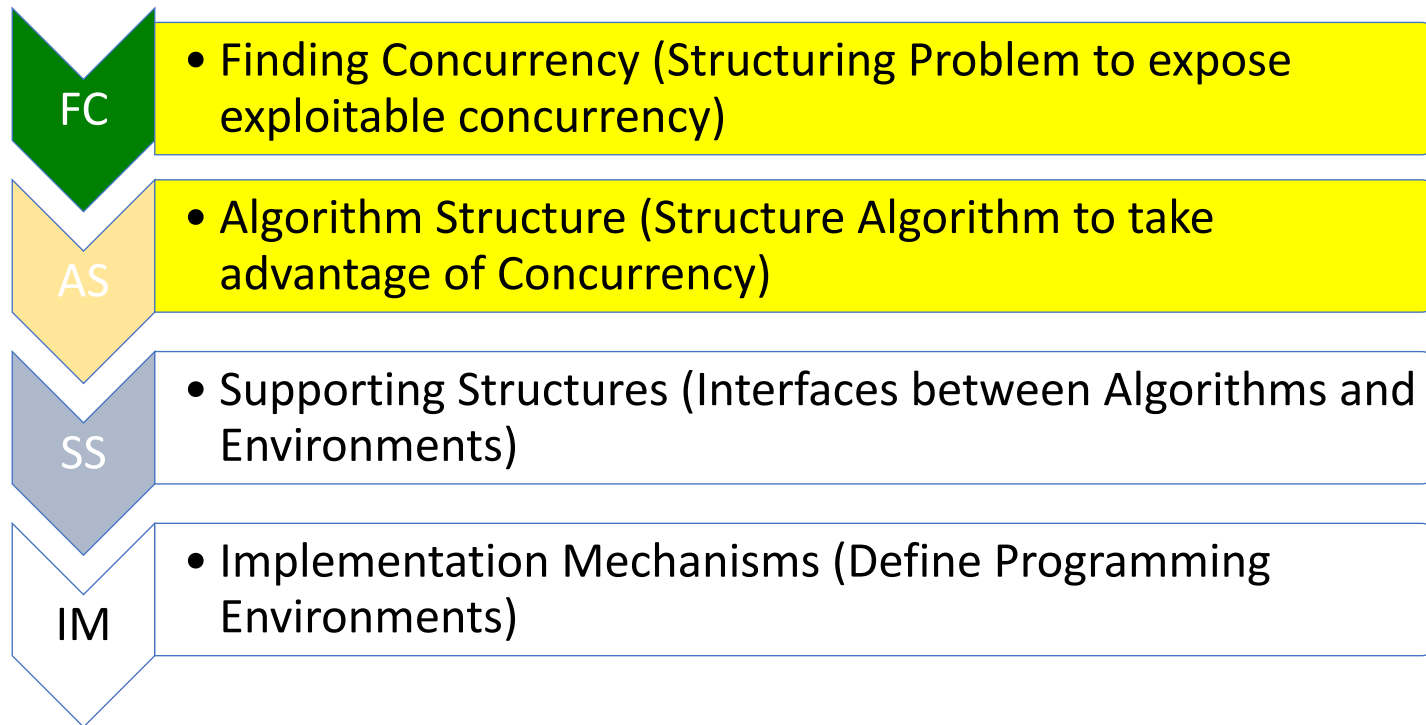 FC
• Finding Concurrency (Structuring Problem to expose
exploitable concurrency)
AS
• Algorithm Structure (Structure Algorithm to take
advantage of Concurrency)
SS
• Supporting Structures (Interfaces between Algorithms and
Environments)
IM
• Implementation Mechanisms (Define Programming
Environments)